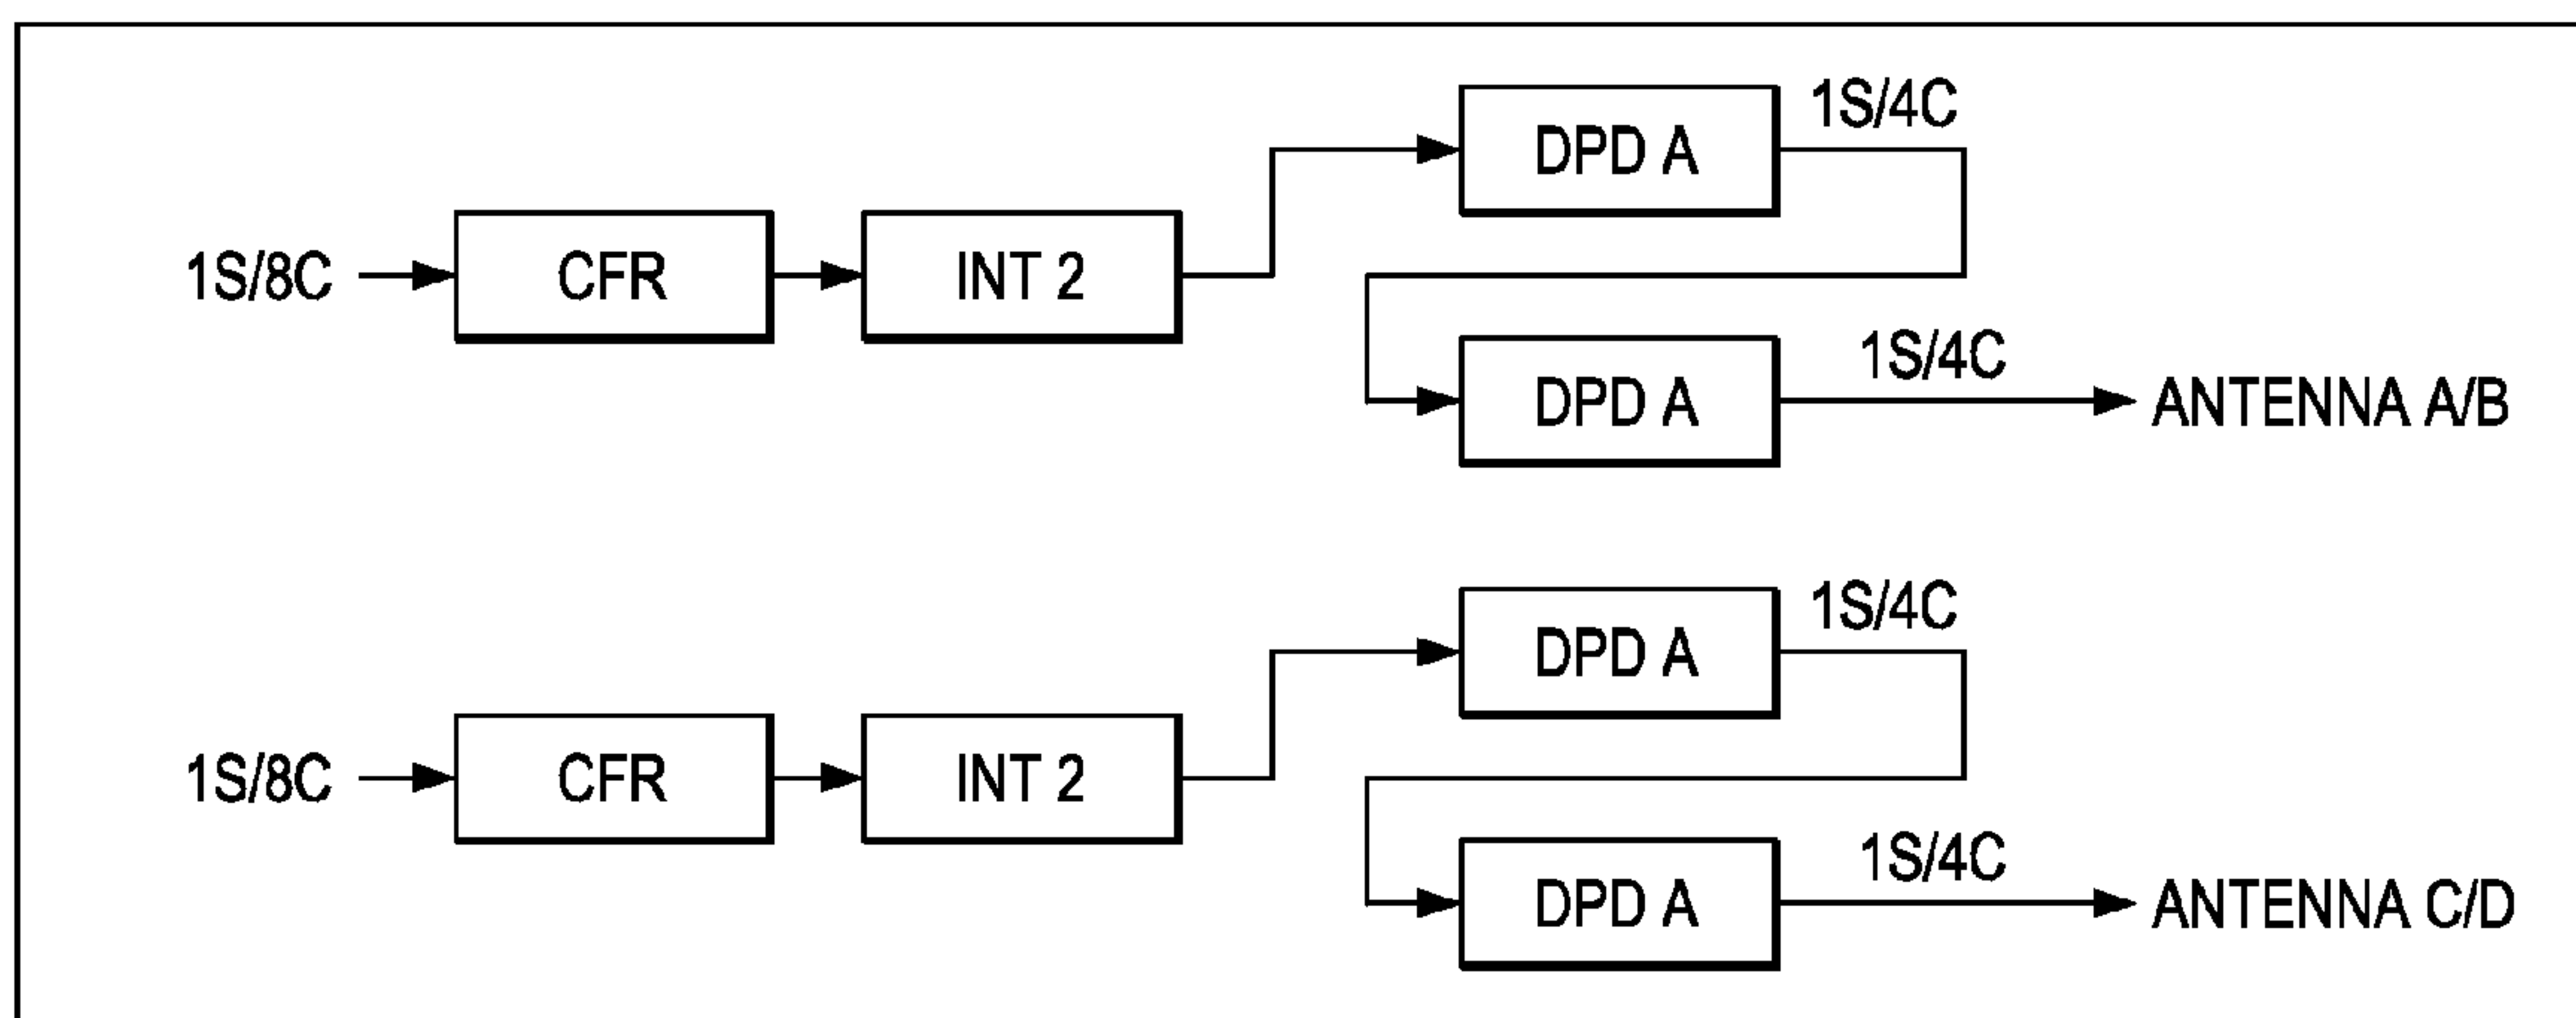 DPD A
1S/4C
1S/8C
CFR
INT 2
DPD A
1S/4C
ANTENNA A/B
DPD A
1S/4C
1S/8C
CFR
INT 2
DPD A
1S/4C
ANTENNA C/D